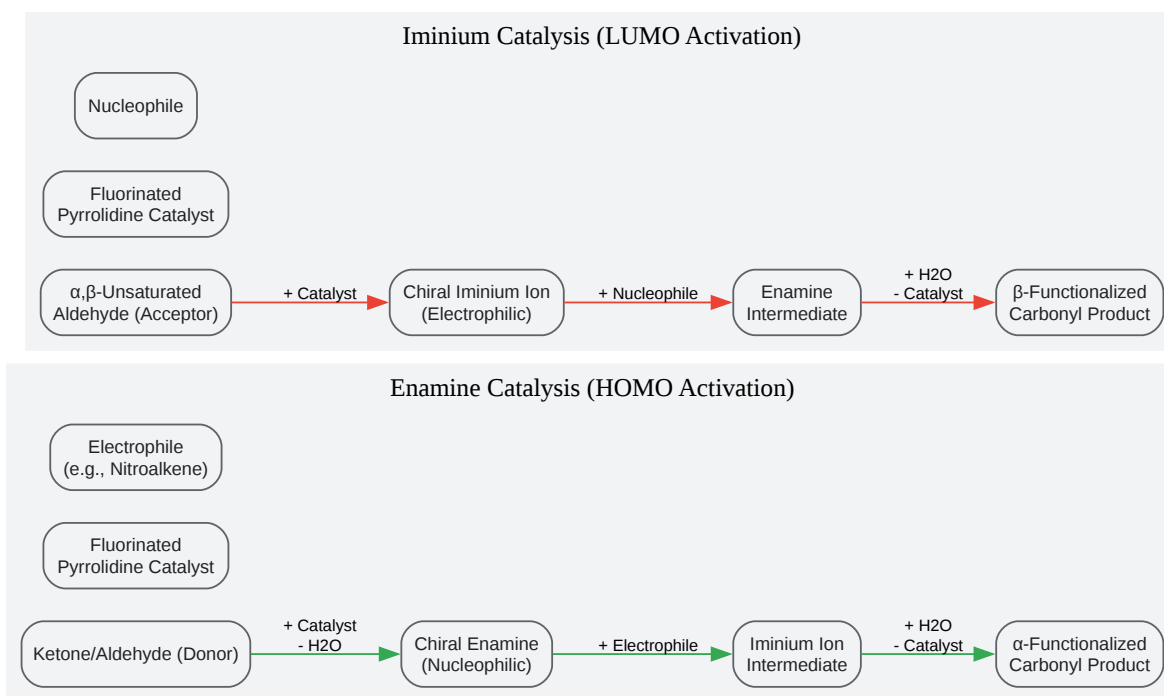 Iminium Catalysis (LUMO Activation)
Nucleophile
Fluorinated
Pyrrolidine Catalyst
α,β-Unsaturated
Aldehyde (Acceptor)
+ Catalyst
Chiral Iminium Ion
(Electrophilic)
+ Nucleophile
Enamine
Intermediate
+ H2O
- Catalyst
β-Functionalized
Carbonyl Product
Enamine Catalysis (HOMO Activation)
Electrophile
(e.g., Nitroalkene)
Fluorinated
Pyrrolidine Catalyst
Ketone/Aldehyde (Donor)
+ Catalyst
- H2O
Chiral Enamine
(Nucleophilic)
+ Electrophile
Iminium Ion
Intermediate
+ H2O
- Catalyst
α-Functionalized
Carbonyl Product